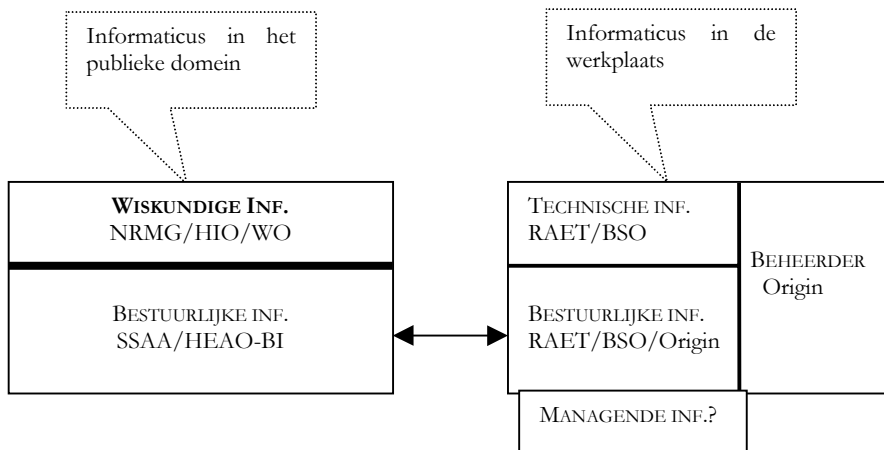 Informaticus in het
publieke domein
Informaticus in de
werkplaats
WISKUNDIGE INF.
NRMG/HIO/WO
BESTUURLIJKE INF.
SSAA/HEAO-BI
TECHNISCHE INF.
RAET/BSO
BESTUURLIJKE INF.
RAET/BSO/Origin
BEHEERDER
Origin
MANAGENDE INF.?